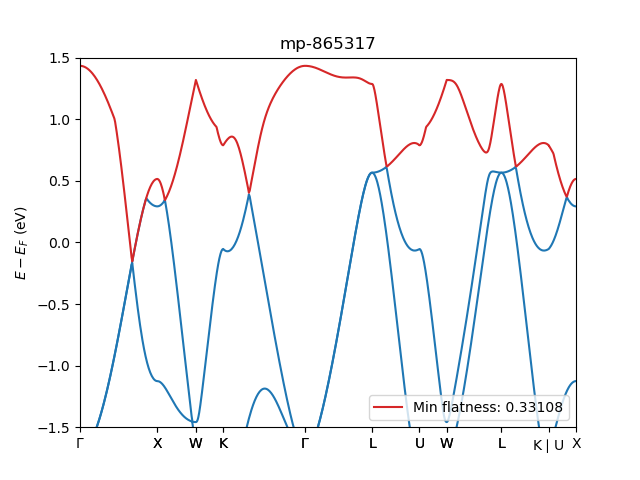 mp-865317
1.5
1.0
0.5
0.0
−0.5
−1.0
−1.5
E − E_F (eV)
Min flatness: 0.33108
Γ X W K Γ L U W L K | U X